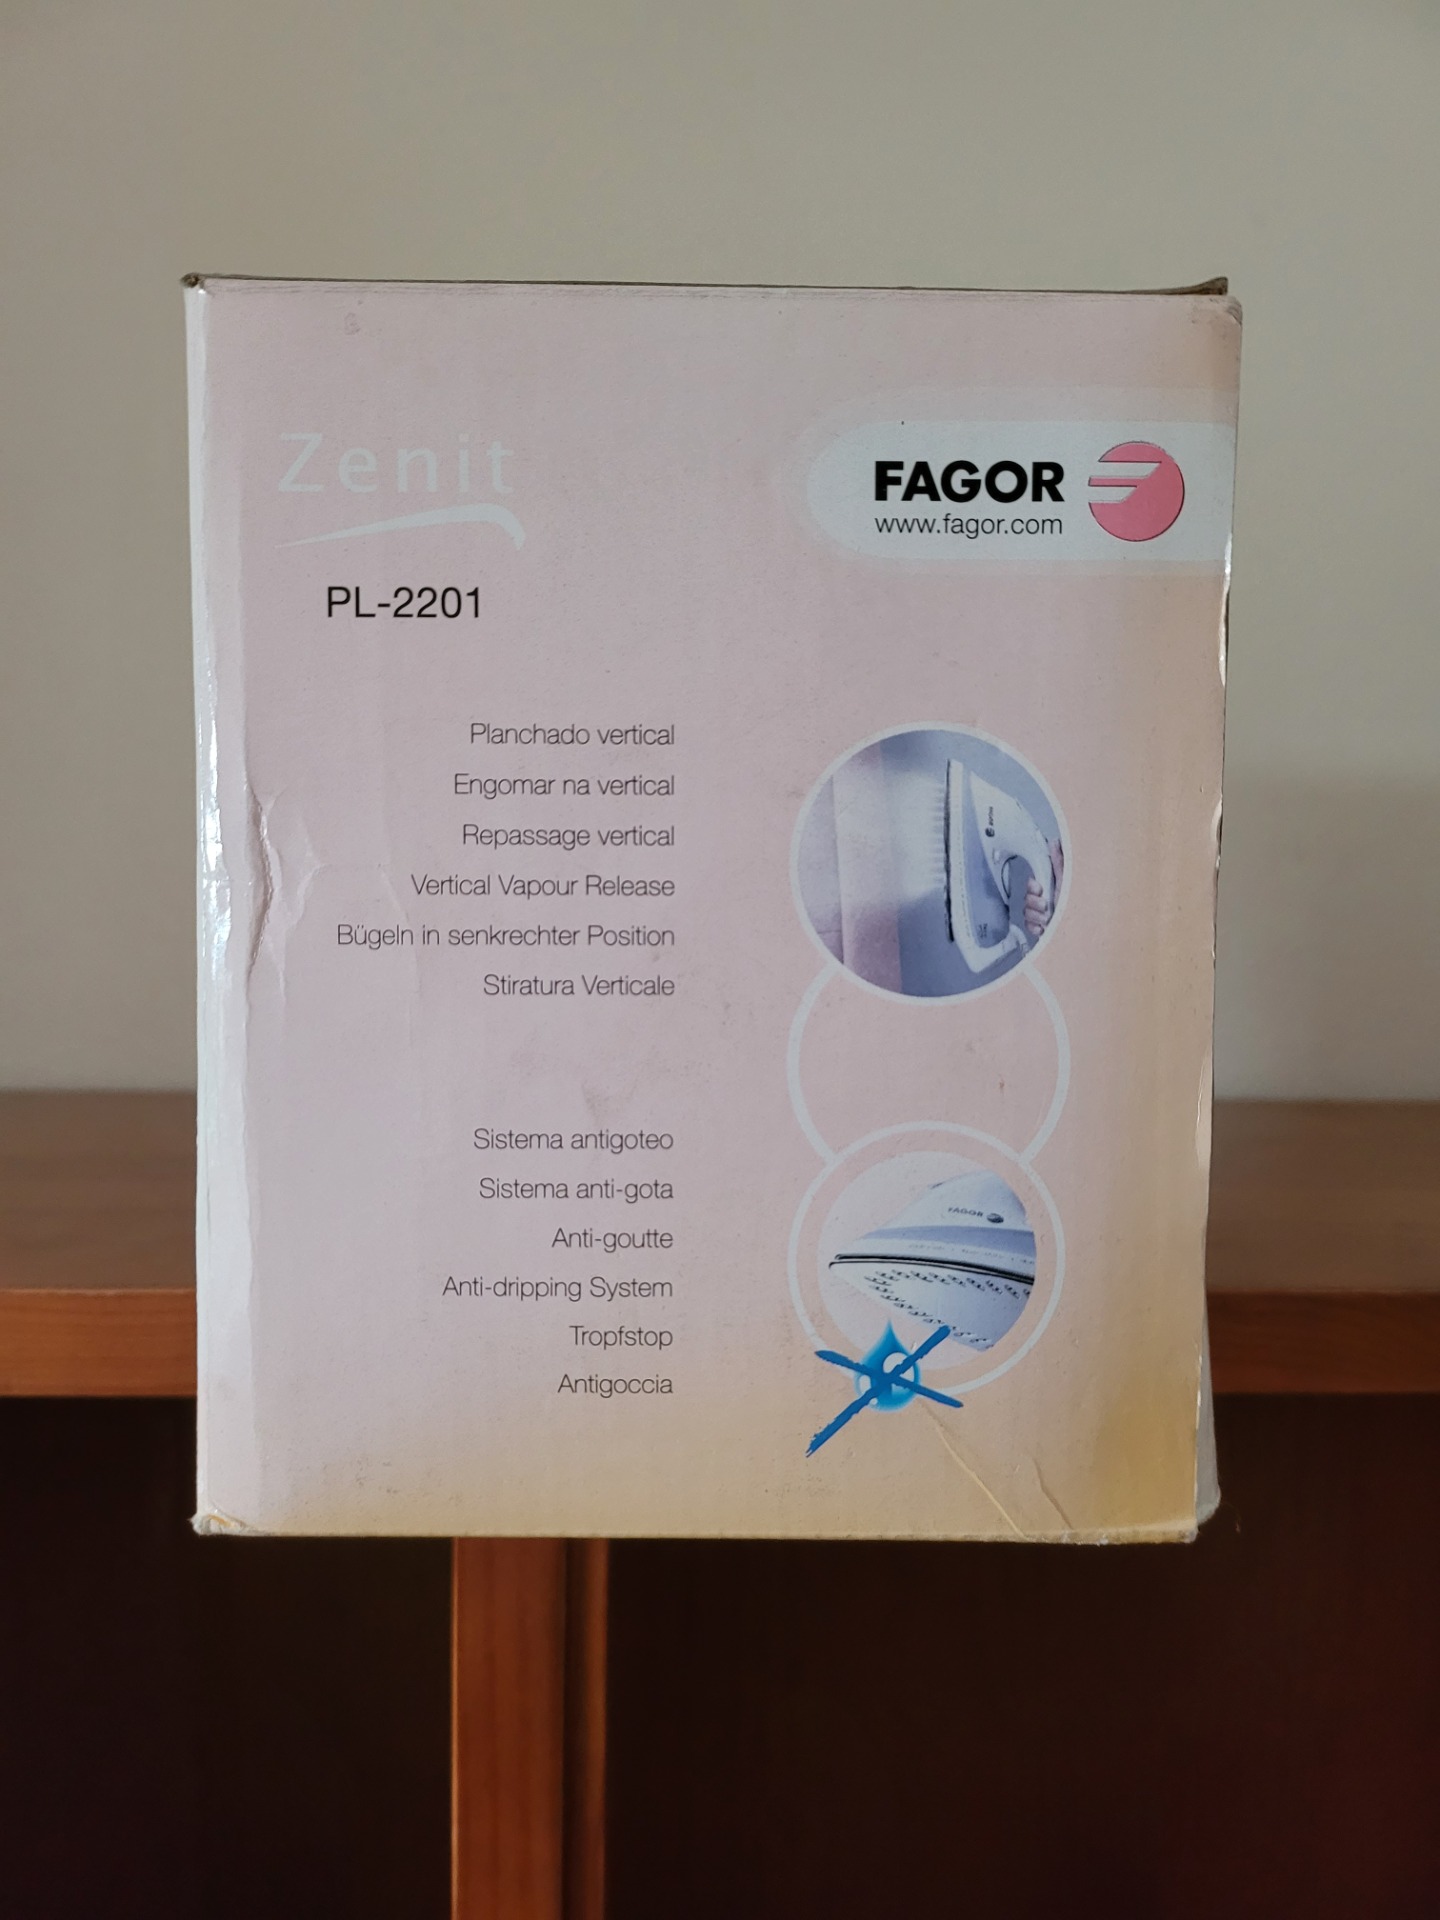 Zenit
FAGOR
www.fagor.com
PL-2201
Planchado vertical
Engomar na vertical
Repassage vertical
Vertical Vapour Release
Bügeln in senkrechter Position
Stiratura Verticale
Sistema antigoteo
Sistema anti-gota
Anti-goutte
Anti-dripping System
Tropfstop
Antigoccia
FAGOR